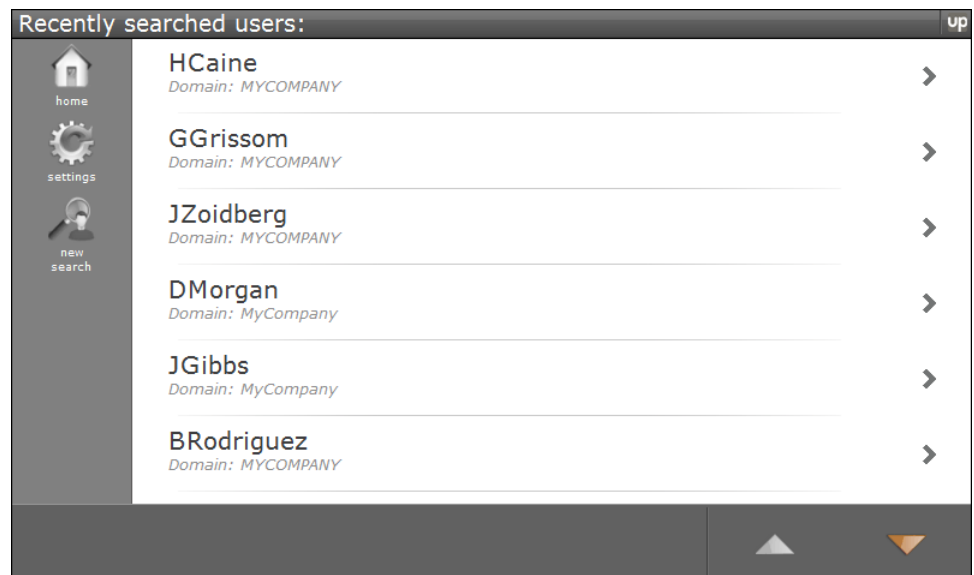 Recently searched users:
up
home
settings
new
search
HCaine
Domain: MYCOMPANY
GGrissom
Domain: MYCOMPANY
JZoidberg
Domain: MYCOMPANY
DMorgan
Domain: MyCompany
JGibbs
Domain: MyCompany
BRodriguez
Domain: MYCOMPANY